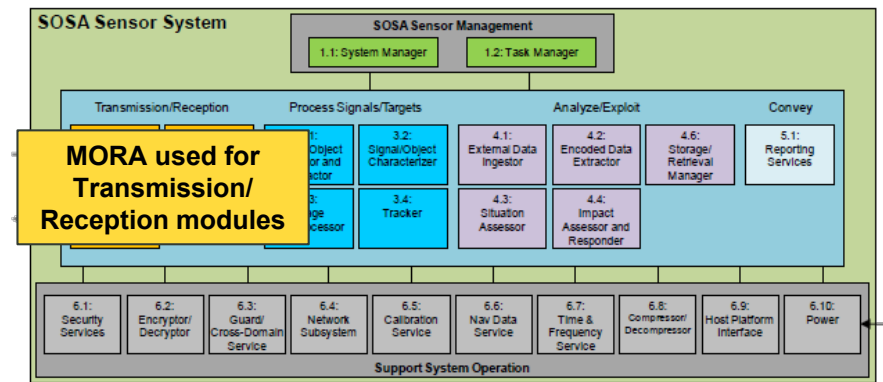 SOSA Sensor System
SOSA Sensor Management
1.1: System Manager
1.2: Task Manager
Transmission/Reception
Process Signals/Targets
Analyze/Exploit
Convey
MORA used for
Transmission/
Reception modules
3.2:
Signal/Object
Characterizer
3.4:
Tracker
4.1:
External Data
Ingestor
4.2:
Encoded Data
Extractor
4.6:
Storage/
Retrieval
Manager
4.3:
Situation
Assessor
4.4:
Impact
Assessor and
Responder
5.1:
Reporting
Services
6.1:
Security
Services
6.2:
Encryptor/
Decryptor
6.3:
Guard/
Cross-Domain
Service
6.4:
Network
Subsystem
6.5:
Calibration
Service
6.6:
Nav Data
Service
6.7:
Time &
Frequency
Service
6.8:
Compressor/
Decompressor
6.9:
Host Platform
Interface
6.10:
Power
Support System Operation